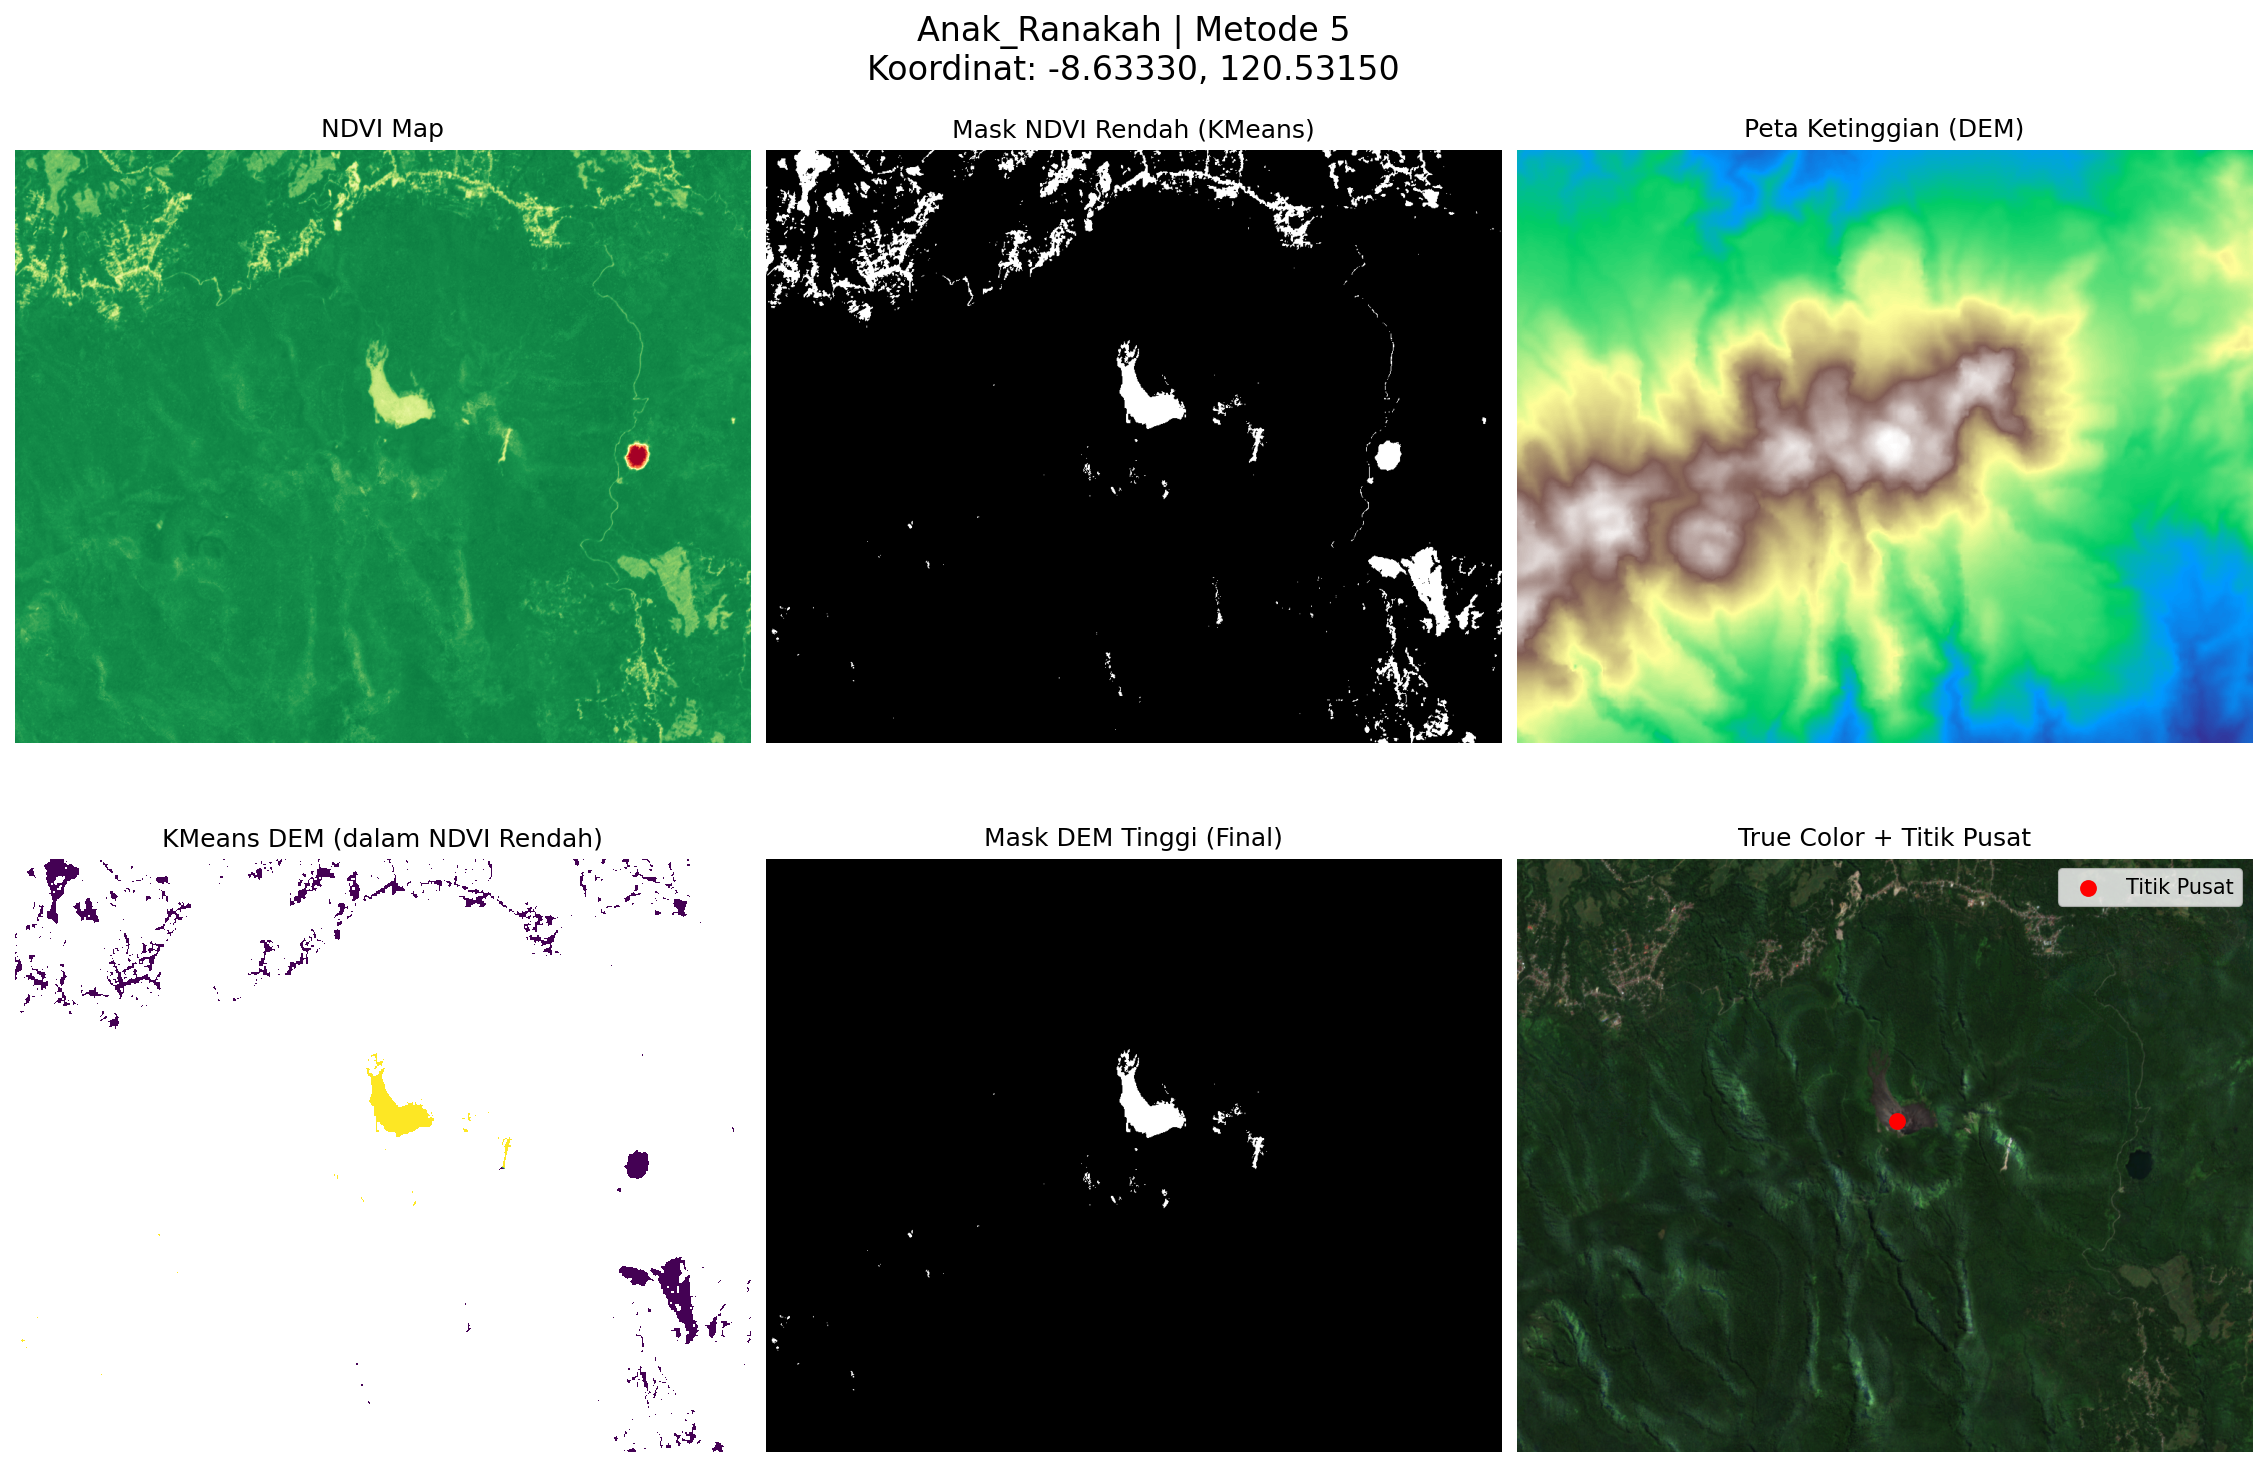 Anak_Ranakah | Metode 5
Koordinat: -8.63330, 120.53150
NDVI Map
Mask NDVI Rendah (KMeans)
Peta Ketinggian (DEM)
KMeans DEM (dalam NDVI Rendah)
Mask DEM Tinggi (Final)
True Color + Titik Pusat
Titik Pusat